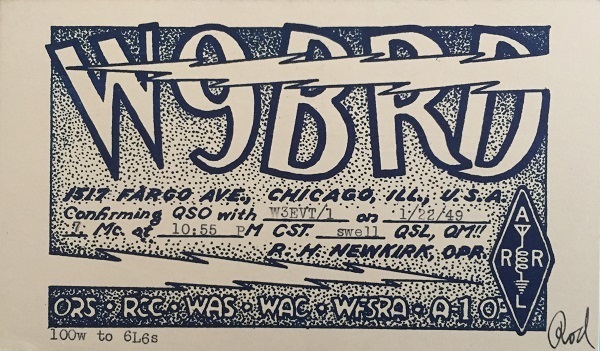 W9BRD
1517 FARGO AVE., CHICAGO, ILL., U.S.A.
Confirming QSO with W3EVT/1 on 1/22/49
7 Mc. at 10:55 PM CST. swell QSL, OM!!
R. H. NEWKIRK, OPR.
A
R R
L
ORS • RCC • WAS • WAC • WFSRA • A-1 Op
100w to 6L6s
Rod